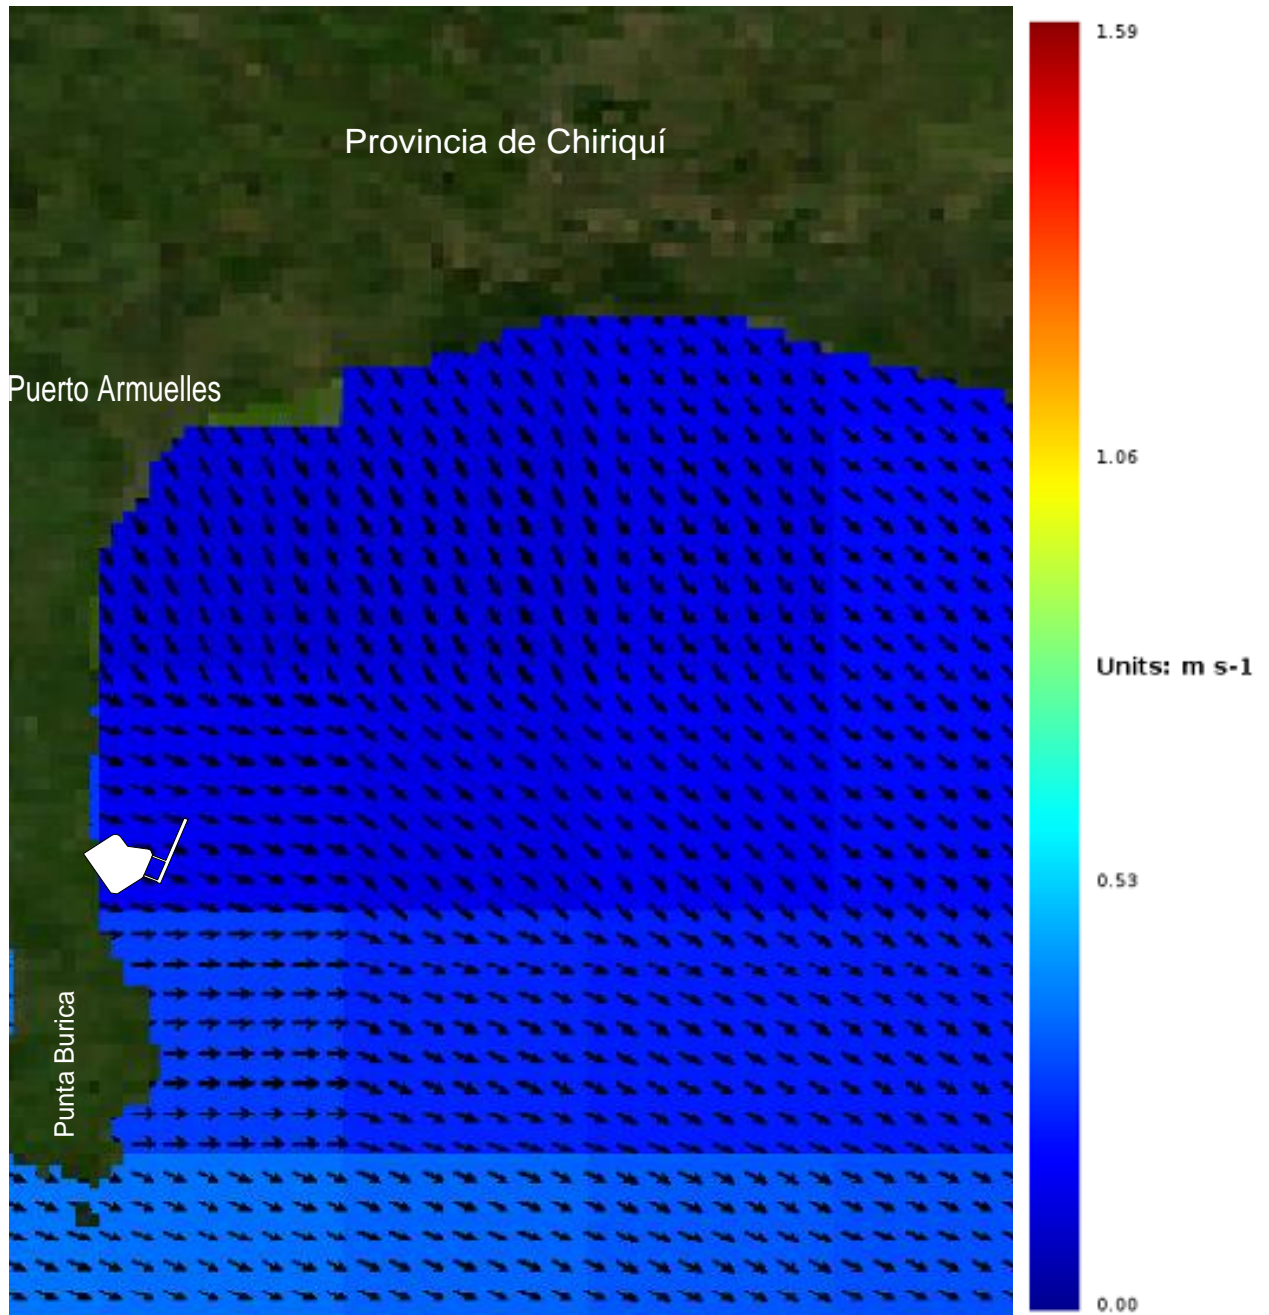 1.59
Provincia de Chiriquí
Puerto Armuelles
1.06
Units: m s-1
0.53
Punta Burica
0.00